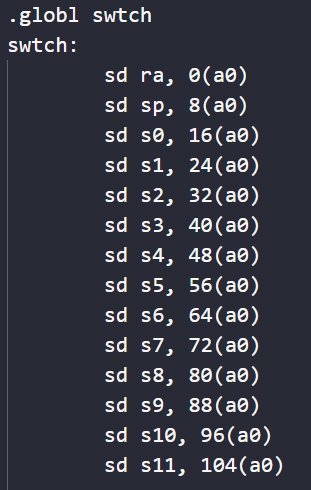 .globl swtch
swtch:
sd ra, 0(a0)
sd sp, 8(a0)
sd s0, 16(a0)
sd s1, 24(a0)
sd s2, 32(a0)
sd s3, 40(a0)
sd s4, 48(a0)
sd s5, 56(a0)
sd s6, 64(a0)
sd s7, 72(a0)
sd s8, 80(a0)
sd s9, 88(a0)
sd s10, 96(a0)
sd s11, 104(a0)